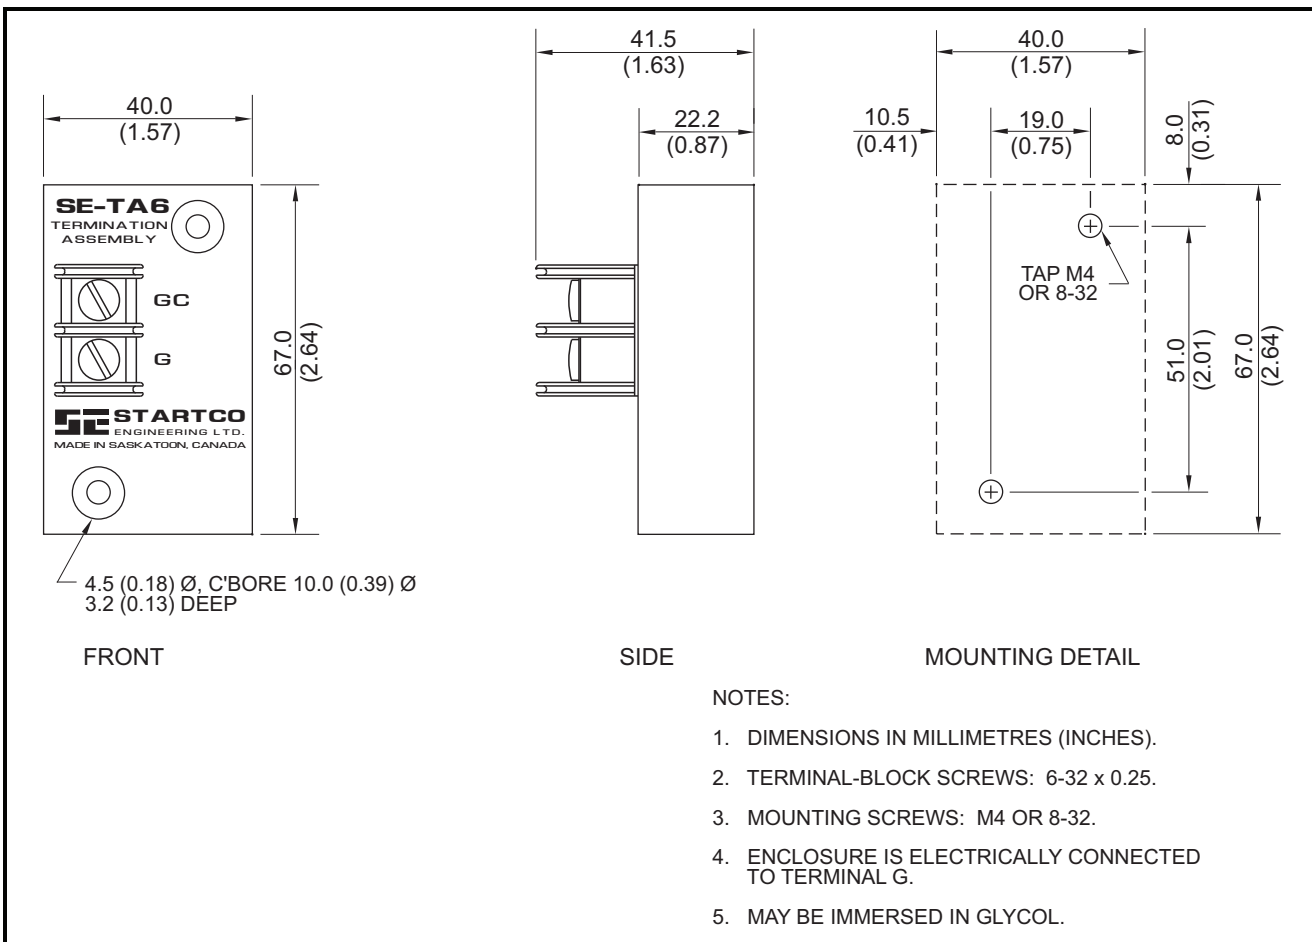 40.0
(1.57)
SE-TA6
TERMINATION
ASSEMBLY
GC
G
SE STARTCO
ENGINEERING LTD.
MADE IN SASKATOON, CANADA
67.0
(2.64)
4.5 (0.18) Ø, C'BORE 10.0 (0.39) Ø
3.2 (0.13) DEEP
FRONT
41.5
(1.63)
22.2
(0.87)
SIDE
40.0
(1.57)
10.5
(0.41)
19.0
(0.75)
8.0
(0.31)
TAP M4
OR 8-32
51.0
(2.01)
67.0
(2.64)
MOUNTING DETAIL
NOTES:
1. DIMENSIONS IN MILLIMETRES (INCHES).
2. TERMINAL-BLOCK SCREWS: 6-32 x 0.25.
3. MOUNTING SCREWS: M4 OR 8-32.
4. ENCLOSURE IS ELECTRICALLY CONNECTED
TO TERMINAL G.
5. MAY BE IMMERSED IN GLYCOL.